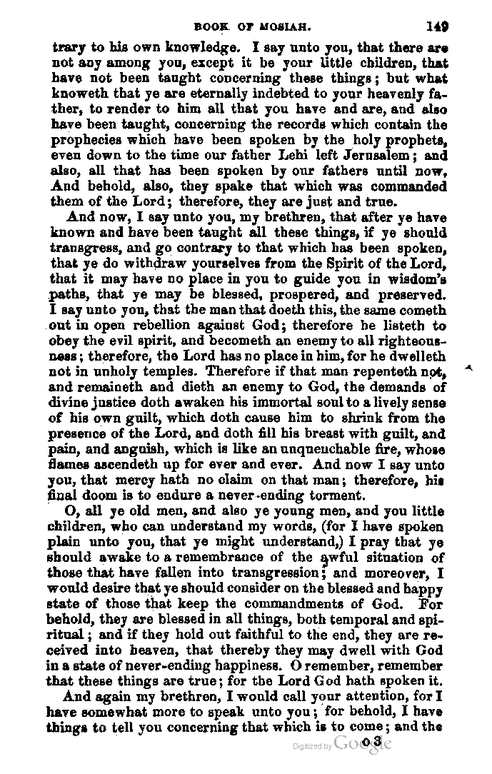 BOOK OF MOSIAH. 149
trary to his own knowledge. I say unto you, that there are
not any among you, except it be your little children, that
have not been taught concerning these things; but what
knoweth that ye are eternally indebted to your heavenly fa-
ther, to render to him all that you have and are, and also
have been taught, concerning the records which contain the
prophecies which have been spoken by the holy prophets,
even down to the time our father Lehi left Jerusalem; and
also, all that has been spoken by our fathers until now,
And behold, also, they spake that which was commanded
them of the Lord; therefore, they are just and true.
And now, I say unto you, my brethren, that after ye have
known and have been taught all these things, if ye should
transgress, and go contrary to that which has been spoken,
that ye do withdraw yourselves from the Spirit of the Lord,
that it may have no place in you to guide you in wisdom's
paths, that ye may be blessed, prospered, and preserved.
I say unto you, that the man that doeth this, the same cometh
out in open rebellion against God; therefore he listeth to
obey the evil spirit, and becometh an enemy to all righteous-
ness; therefore, the Lord has no place in him, for he dwelleth
not in unholy temples. Therefore if that man repenteth not,
and remaineth and dieth an enemy to God, the demands of
divine justice doth awaken his immortal soul to a lively sense
of his own guilt, which doth cause him to shrink from the
presence of the Lord, and doth fill his breast with guilt, and
pain, and anguish, which is like an unquenchable fire, whose
flames ascendeth up for ever and ever. And now I say unto
you, that mercy hath no claim on that man; therefore, his
final doom is to endure a never-ending torment.
O, all ye old men, and also ye young men, and you little
children, who can understand my words, (for I have spoken
plain unto you, that ye might understand,) I pray that ye
should awake to a remembrance of the awful situation of
those that have fallen into transgression; and moreover, I
would desire that ye should consider on the blessed and happy
state of those that keep the commandments of God. For
behold, they are blessed in all things, both temporal and spi-
ritual; and if they hold out faithful to the end, they are re-
ceived into heaven, that thereby they may dwell with God
in a state of never-ending happiness. O remember, remember
that these things are true; for the Lord God hath spoken it.
And again my brethren, I would call your attention, for I
have somewhat more to speak unto you; for behold, I have
things to tell you concerning that which is to come; and the
O 3
Digitized by Google